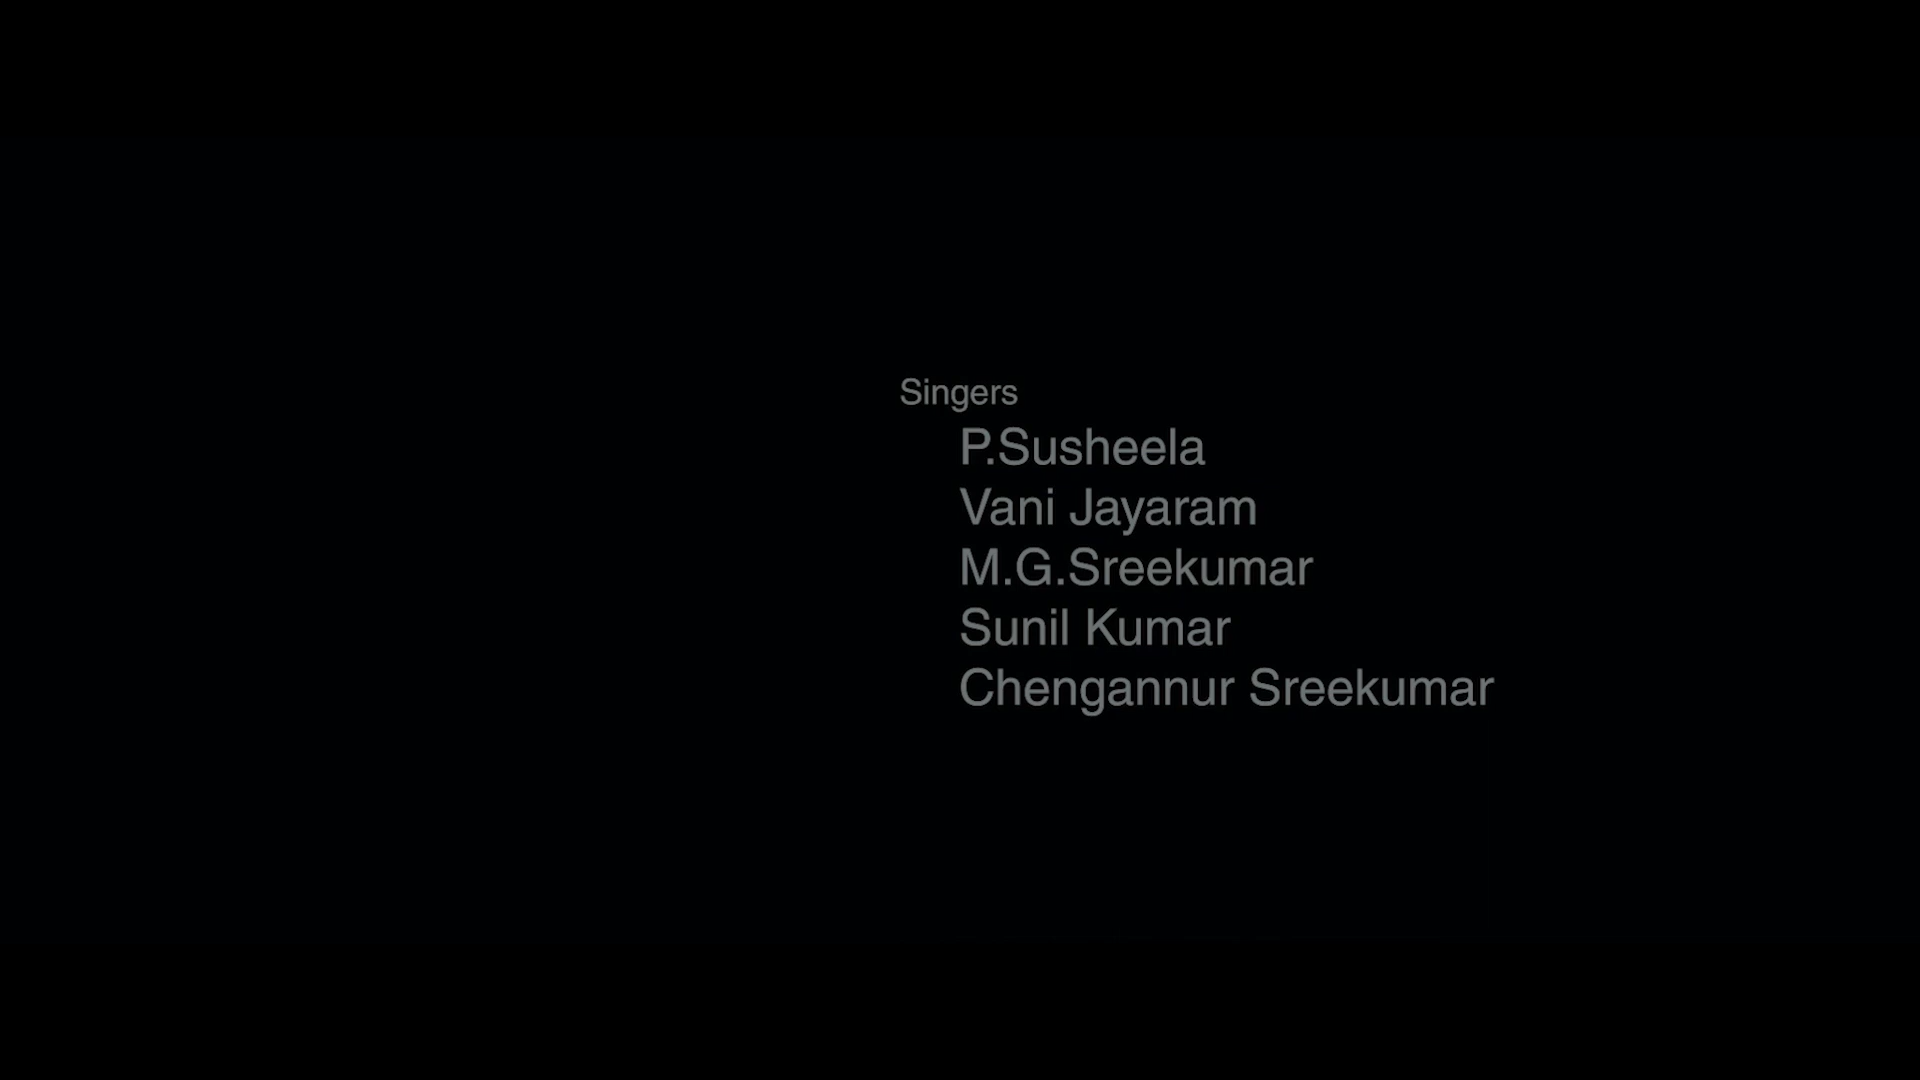 Singers
P.Susheela
Vani Jayaram
M.G.Sreekumar
Sunil Kumar
Chengannur Sreekumar